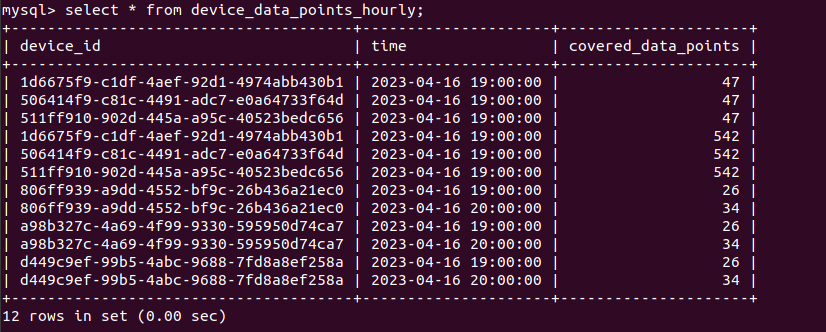 mysql> select * from device_data_points_hourly;
+--------------------------------------+---------------------+---------------------+
| device_id                            | time                | covered_data_points |
+--------------------------------------+---------------------+---------------------+
| 1d6675f9-c1df-4aef-92d1-4974abb430b1 | 2023-04-16 19:00:00 |                  47 |
| 506414f9-c81c-4491-adc7-e0a64733f64d | 2023-04-16 19:00:00 |                  47 |
| 511ff910-902d-445a-a95c-40523bedc656 | 2023-04-16 19:00:00 |                  47 |
| 1d6675f9-c1df-4aef-92d1-4974abb430b1 | 2023-04-16 19:00:00 |                 542 |
| 506414f9-c81c-4491-adc7-e0a64733f64d | 2023-04-16 19:00:00 |                 542 |
| 511ff910-902d-445a-a95c-40523bedc656 | 2023-04-16 19:00:00 |                 542 |
| 806ff939-a9dd-4552-bf9c-26b436a21ec0 | 2023-04-16 19:00:00 |                  26 |
| 806ff939-a9dd-4552-bf9c-26b436a21ec0 | 2023-04-16 20:00:00 |                  34 |
| a98b327c-4a69-4f99-9330-595950d74ca7 | 2023-04-16 19:00:00 |                  26 |
| a98b327c-4a69-4f99-9330-595950d74ca7 | 2023-04-16 20:00:00 |                  34 |
| d449c9ef-99b5-4abc-9688-7fd8a8ef258a | 2023-04-16 19:00:00 |                  26 |
| d449c9ef-99b5-4abc-9688-7fd8a8ef258a | 2023-04-16 20:00:00 |                  34 |
+--------------------------------------+---------------------+---------------------+
12 rows in set (0.00 sec)